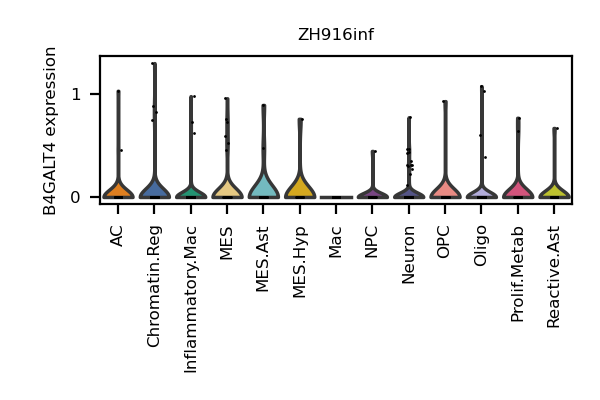 ZH916inf
B4GALT4 expression
1
0
AC
Chromatin.Reg
Inflammatory.Mac
MES
MES.Ast
MES.Hyp
Mac
NPC
Neuron
OPC
Oligo
Prolif.Metab
Reactive.Ast